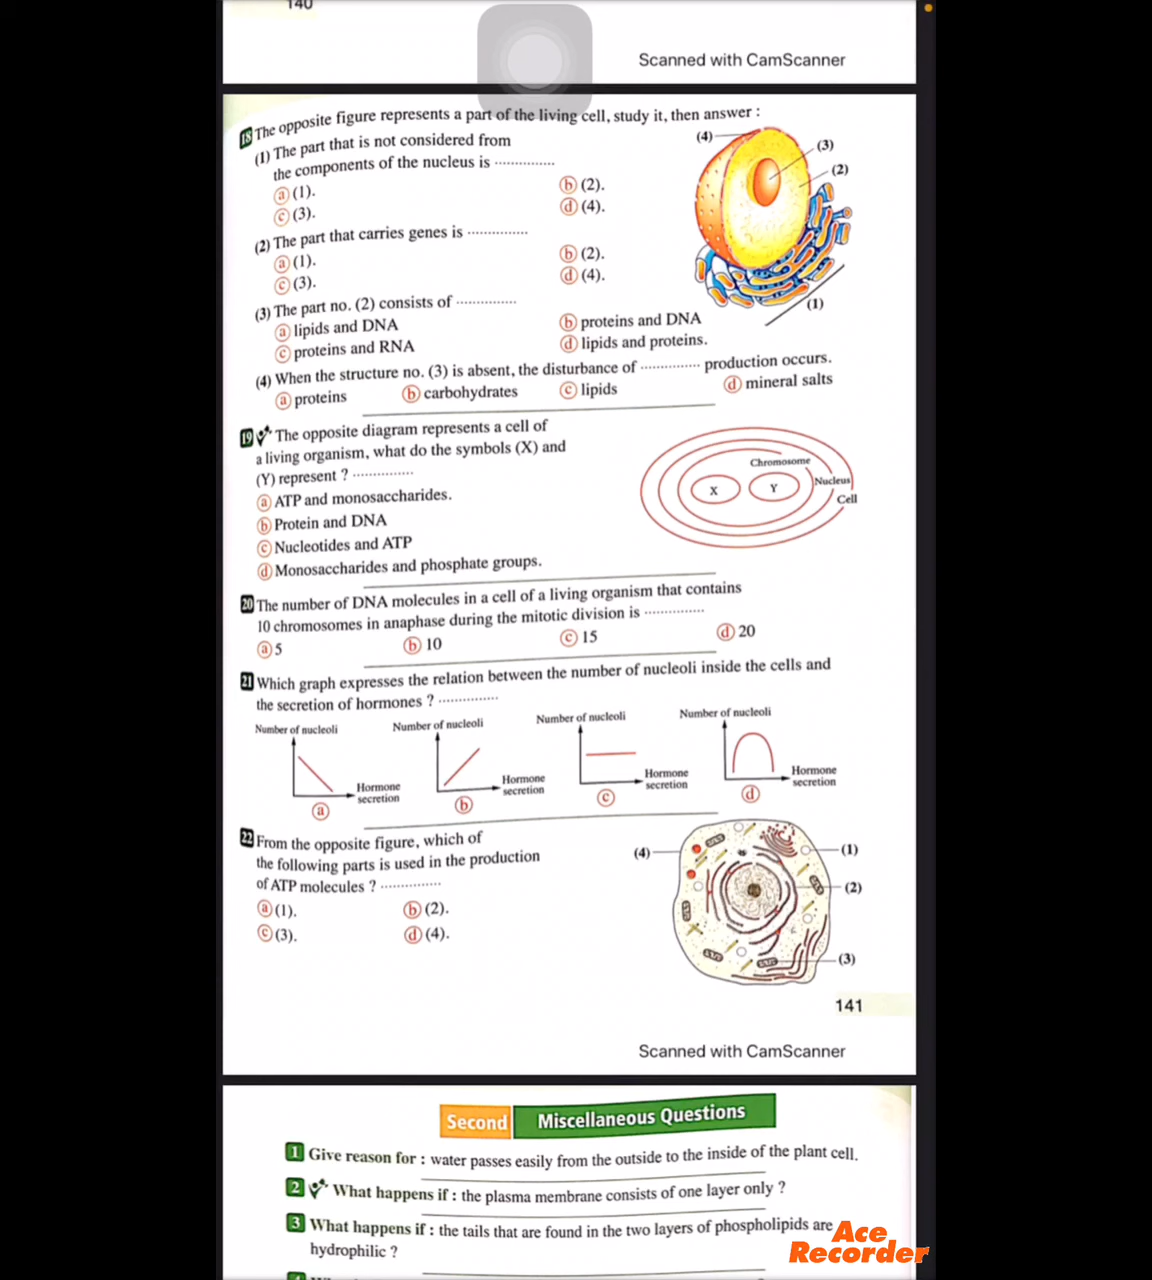 140
Scanned with CamScanner
18 The opposite figure represents a part of the living cell, study it, then answer :
(1) The part that is not considered from
the components of the nucleus is ...............
ⓐ (1).
ⓑ (2).
ⓒ (3).
ⓓ (4).
(2) The part that carries genes is ...............
ⓐ (1).
ⓑ (2).
ⓒ (3).
ⓓ (4).
(3) The part no. (2) consists of ...............
ⓐ lipids and DNA
ⓑ proteins and DNA
ⓒ proteins and RNA
ⓓ lipids and proteins.
(4) When the structure no. (3) is absent, the disturbance of ............... production occurs.
ⓐ proteins
ⓑ carbohydrates
ⓒ lipids
ⓓ mineral salts
(4)
(3)
(2)
(1)
19 The opposite diagram represents a cell of
a living organism, what do the symbols (X) and
(Y) represent ? ...............
ⓐ ATP and monosaccharides.
ⓑ Protein and DNA
ⓒ Nucleotides and ATP
ⓓ Monosaccharides and phosphate groups.
Chromosome
X
Y
Nucleus
Cell
20 The number of DNA molecules in a cell of a living organism that contains
10 chromosomes in anaphase during the mitotic division is ...............
ⓐ 5
ⓑ 10
ⓒ 15
ⓓ 20
21 Which graph expresses the relation between the number of nucleoli inside the cells and
the secretion of hormones ? ...............
Number of nucleoli
Hormone
secretion
ⓐ
Number of nucleoli
Hormone
secretion
ⓑ
Number of nucleoli
Hormone
secretion
ⓒ
Number of nucleoli
Hormone
secretion
ⓓ
22 From the opposite figure, which of
the following parts is used in the production
of ATP molecules ? ...............
ⓐ (1).
ⓑ (2).
ⓒ (3).
ⓓ (4).
(4)
(1)
(2)
(3)
141
Scanned with CamScanner
Second Miscellaneous Questions
1 Give reason for : water passes easily from the outside to the inside of the plant cell.
2 What happens if : the plasma membrane consists of one layer only ?
3 What happens if : the tails that are found in the two layers of phospholipids are
hydrophilic ?
Ace
Recorder